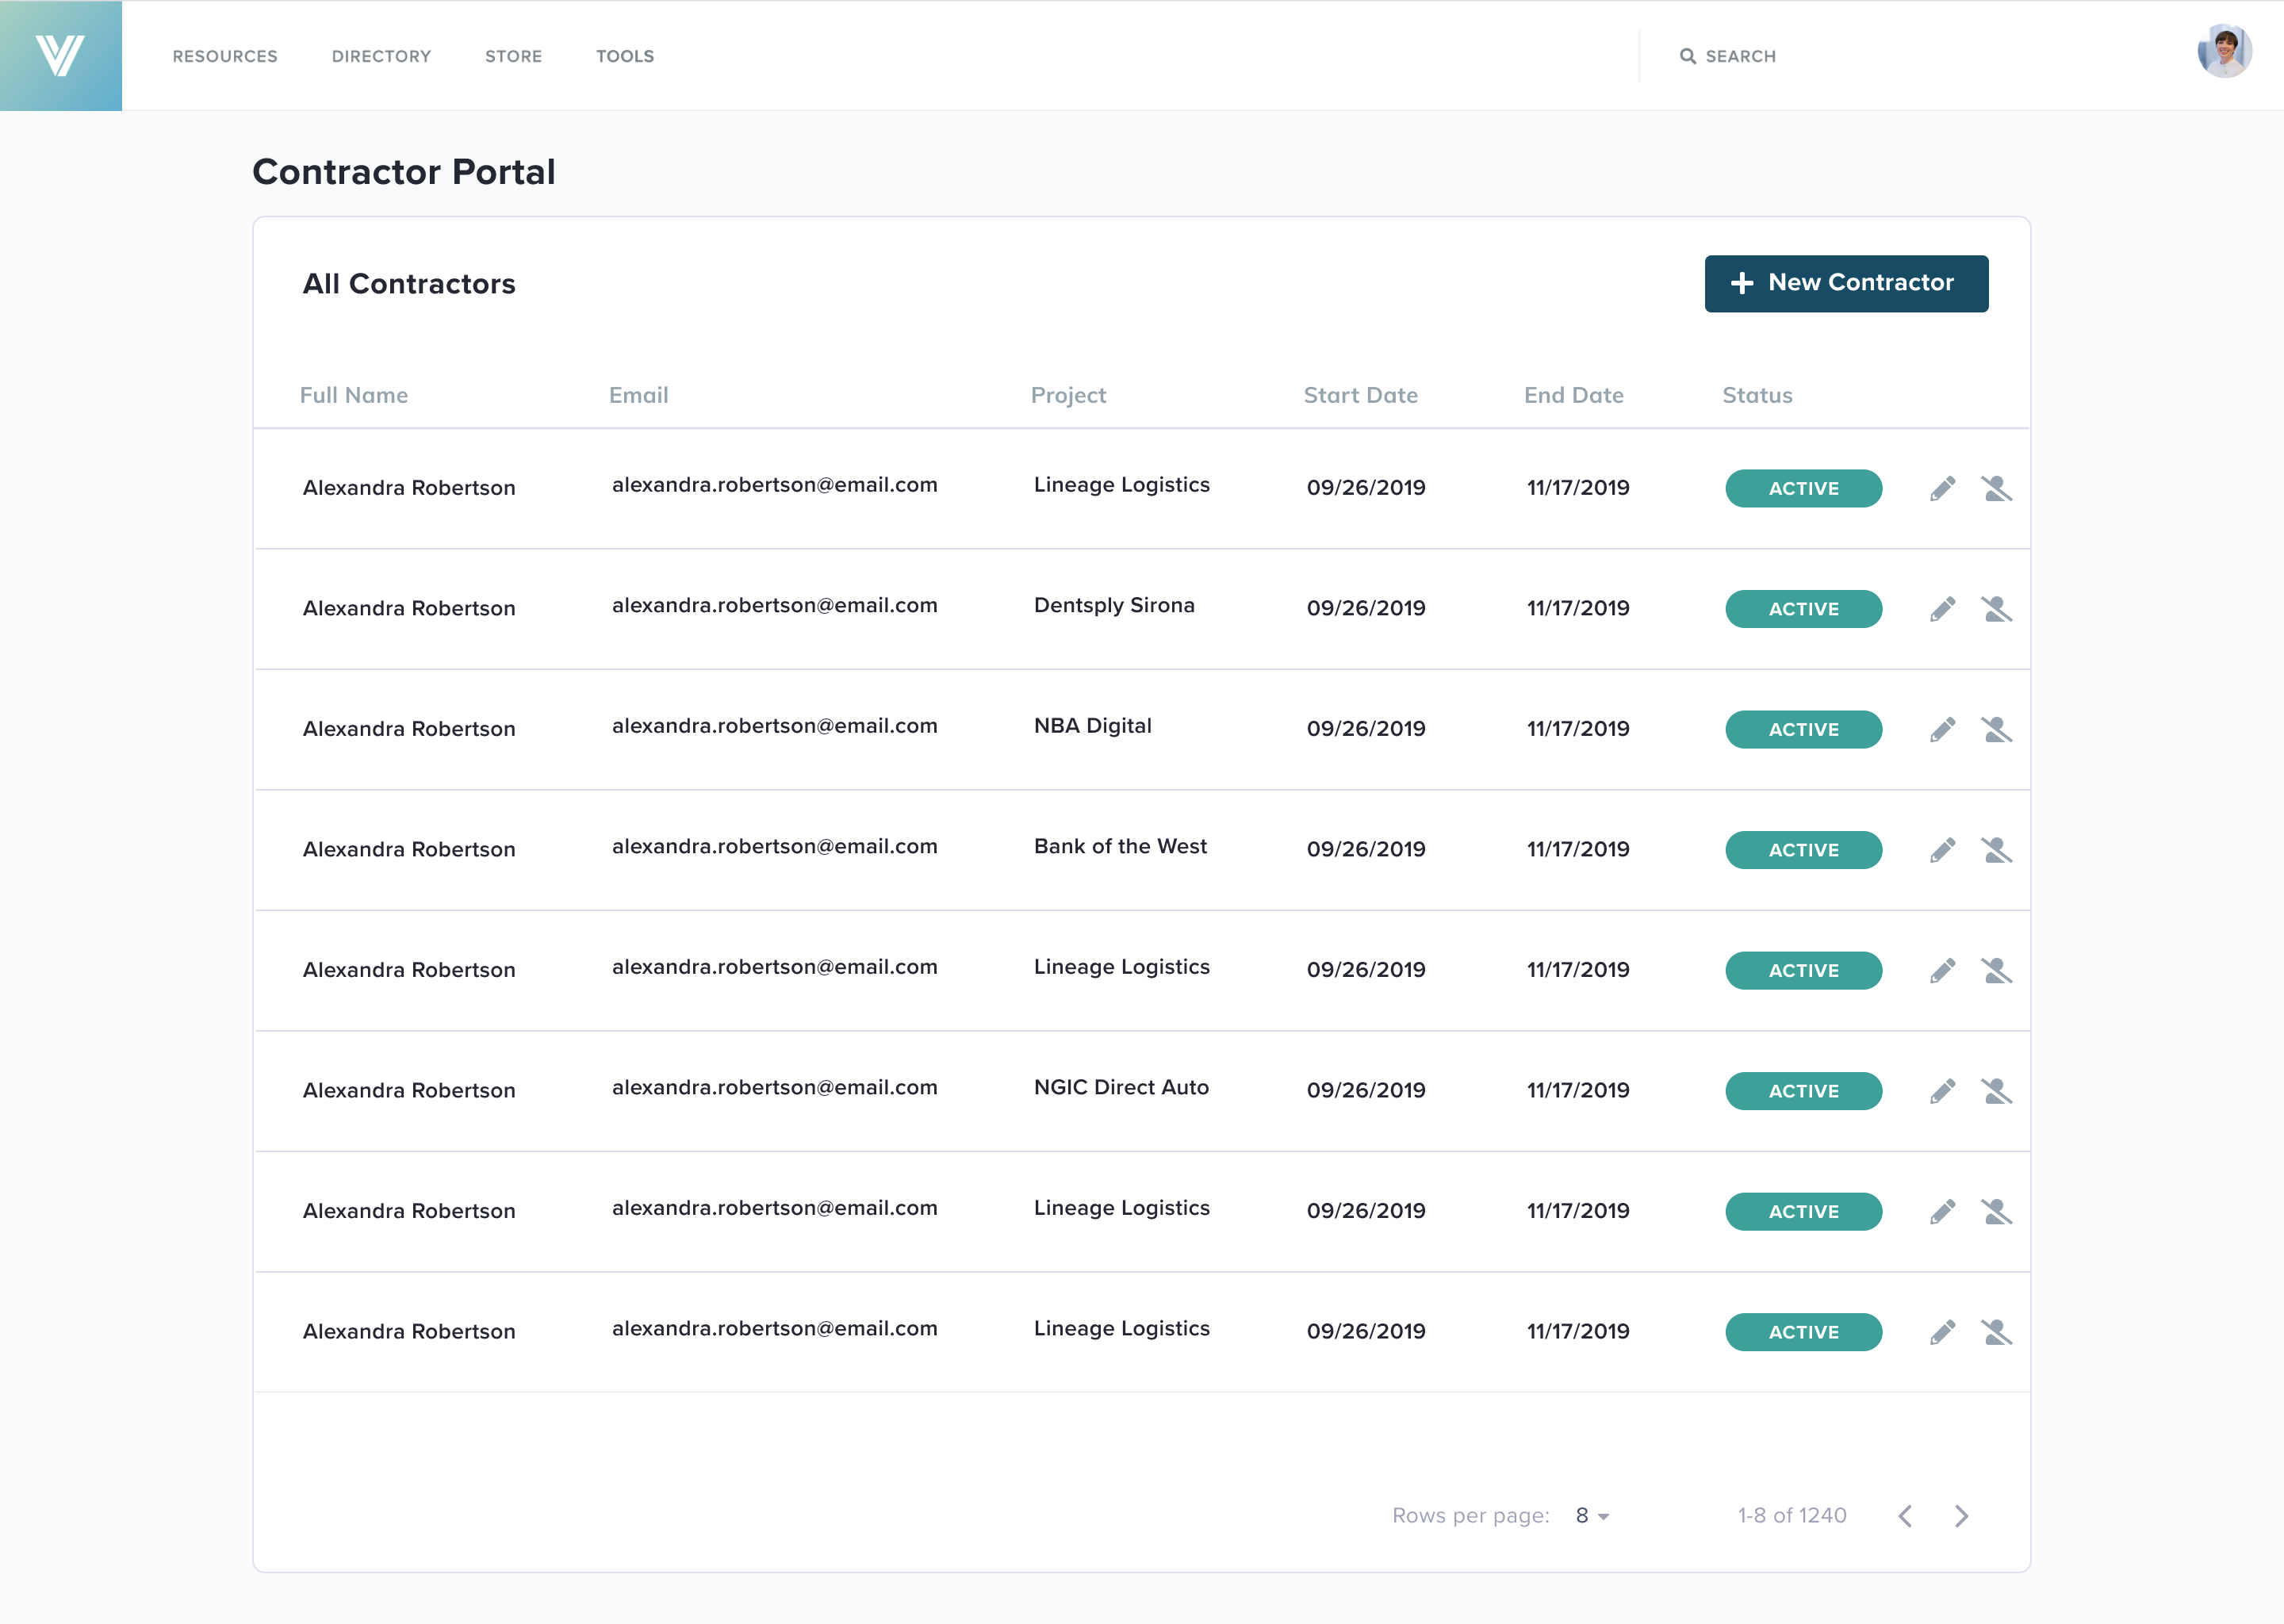 RESOURCES DIRECTORY STORE TOOLS SEARCH
Contractor Portal
All Contractors
New Contractor
Full Name Email Project Start Date End Date Status
Alexandra Robertson alexandra.robertson@email.com Lineage Logistics 09/26/2019 11/17/2019 ACTIVE
Alexandra Robertson alexandra.robertson@email.com Dentsply Sirona 09/26/2019 11/17/2019 ACTIVE
Alexandra Robertson alexandra.robertson@email.com NBA Digital 09/26/2019 11/17/2019 ACTIVE
Alexandra Robertson alexandra.robertson@email.com Bank of the West 09/26/2019 11/17/2019 ACTIVE
Alexandra Robertson alexandra.robertson@email.com Lineage Logistics 09/26/2019 11/17/2019 ACTIVE
Alexandra Robertson alexandra.robertson@email.com NGIC Direct Auto 09/26/2019 11/17/2019 ACTIVE
Alexandra Robertson alexandra.robertson@email.com Lineage Logistics 09/26/2019 11/17/2019 ACTIVE
Alexandra Robertson alexandra.robertson@email.com Lineage Logistics 09/26/2019 11/17/2019 ACTIVE
Rows per page: 8 1-8 of 1240